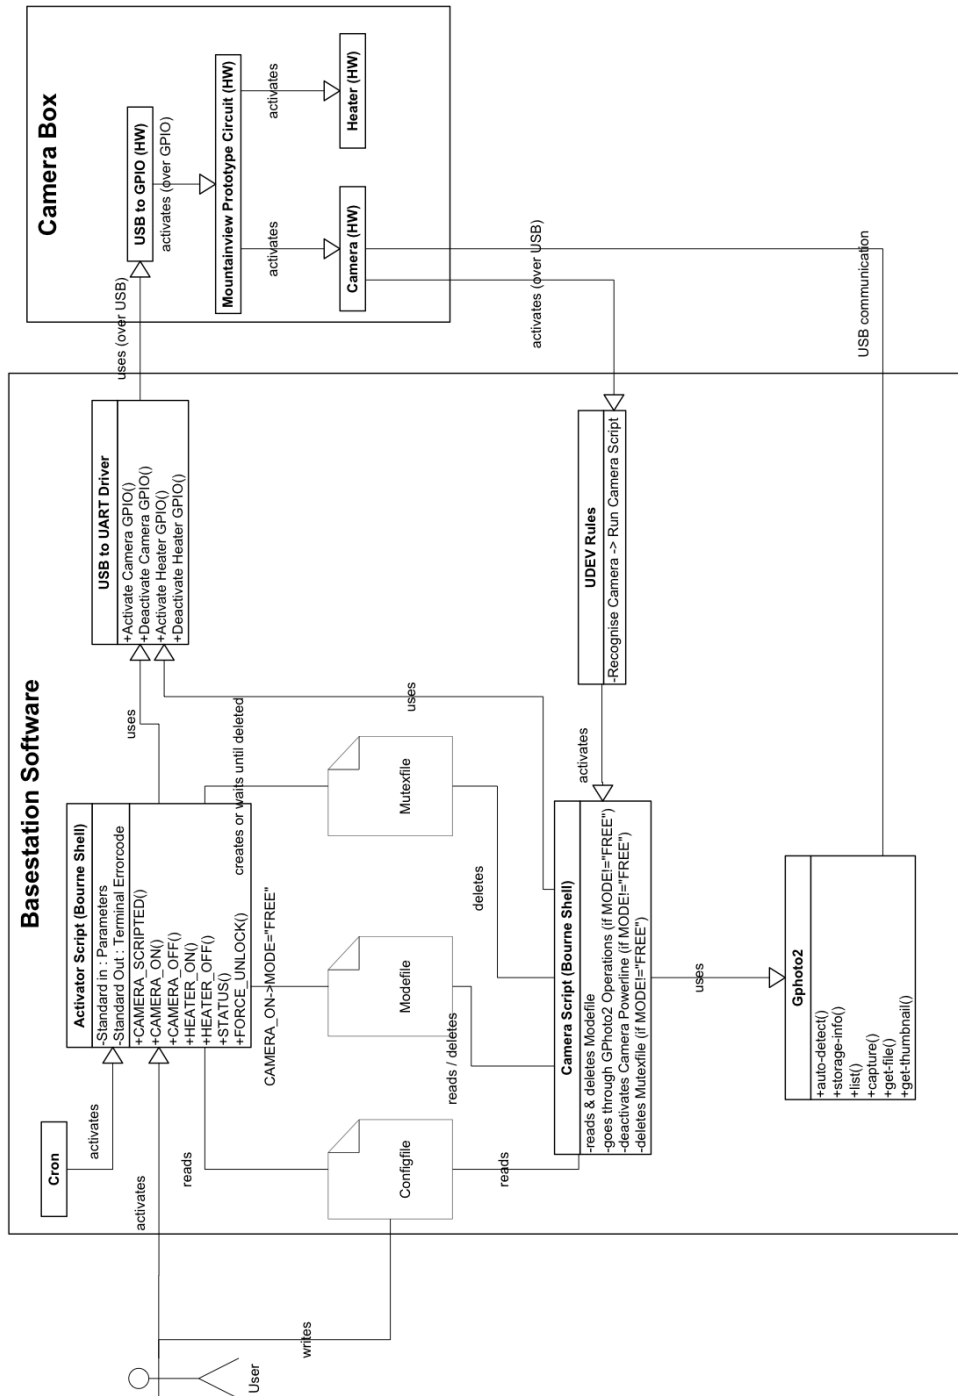 Basestation Software
Camera Box
Cron
activates
activates
User
writes
Activator Script (Bourne Shell)
-Standard in : Parameters
-Standard Out : Terminal Errorcode
+CAMERA_SCRIPTED()
+CAMERA_ON()
+CAMERA_OFF()
+HEATER_ON()
+HEATER_OFF()
+STATUS()
+FORCE_UNLOCK()
reads
CAMERA_ON->MODE="FREE"
creates or waits until deleted
uses
USB to UART Driver
+Activate Camera GPIO()
+Deactivate Camera GPIO()
+Activate Heater GPIO()
+Deactivate Heater GPIO()
uses (over USB)
USB to GPIO (HW)
activates (over GPIO)
Mountainview Prototype Circuit (HW)
activates
activates
Camera (HW)
Heater (HW)
Configfile
Modefile
Mutexfile
uses
reads
reads / deletes
deletes
Camera Script (Bourne Shell)
-reads & deletes Modefile
-goes through GPhoto2 Operations (if MODE!="FREE")
-deactivates Camera Powerline (if MODE!="FREE")
-deletes Mutexfile (if MODE!="FREE")
activates
UDEV Rules
-Recognise Camera -> Run Camera Script
activates (over USB)
uses
Gphoto2
+auto-detect()
+storage-info()
+list()
+capture()
+get-file()
+get-thumbnail()
USB communication